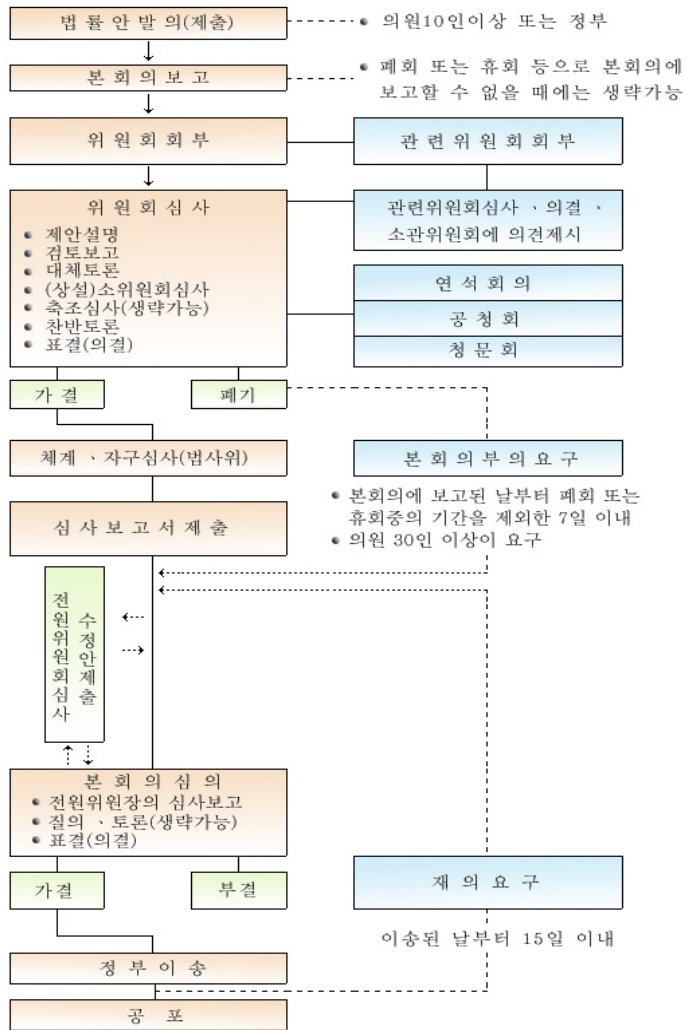 법 률 안 발 의(제출)
• 의원10인이상 또는 정부
본 회 의 보 고
• 폐회 또는 휴회 등으로 본회의에
보고할 수 없을 때에는 생략가능
위 원 회 회 부
관 련 위 원 회 회 부
위 원 회 심 사
• 제안설명
• 검토보고
• 대체토론
• (상설)소위원회심사
• 축조심사(생략가능)
• 찬반토론
• 표결(의결)
관련위원회심사 、의결 、
소관위원회에 의견제시
연 석 회 의
공 청 회
청 문 회
가 결
폐기
체계 、자구심사(법사위)
본 회 의 부 의 요 구
• 본회의에 보고된 날부터 폐회 또는
휴회중의 기간을 제외한 7일 이내
• 의원 30인 이상이 요구
심 사 보 고 서 제 출
전원위원회심사
수정안제출
본 회 의 심 의
• 전원위원장의 심사보고
• 질의 、토론(생략가능)
• 표결(의결)
가결
부결
재 의 요 구
이송된 날부터 15일 이내
정 부 이 송
공 포